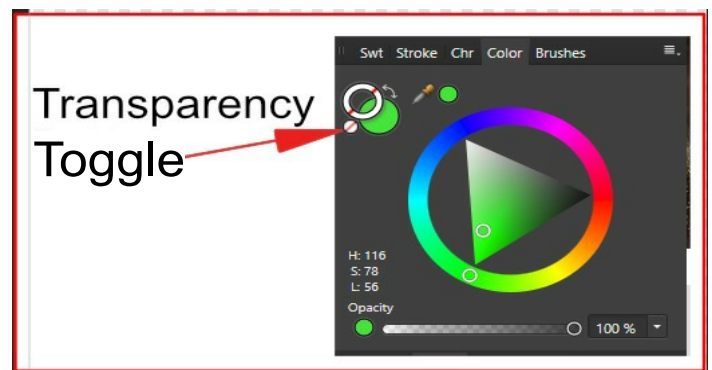 Transparency
Toggle
Swt Stroke Chr Color Brushes
H: 116
S: 78
L: 56
Opacity
100 %